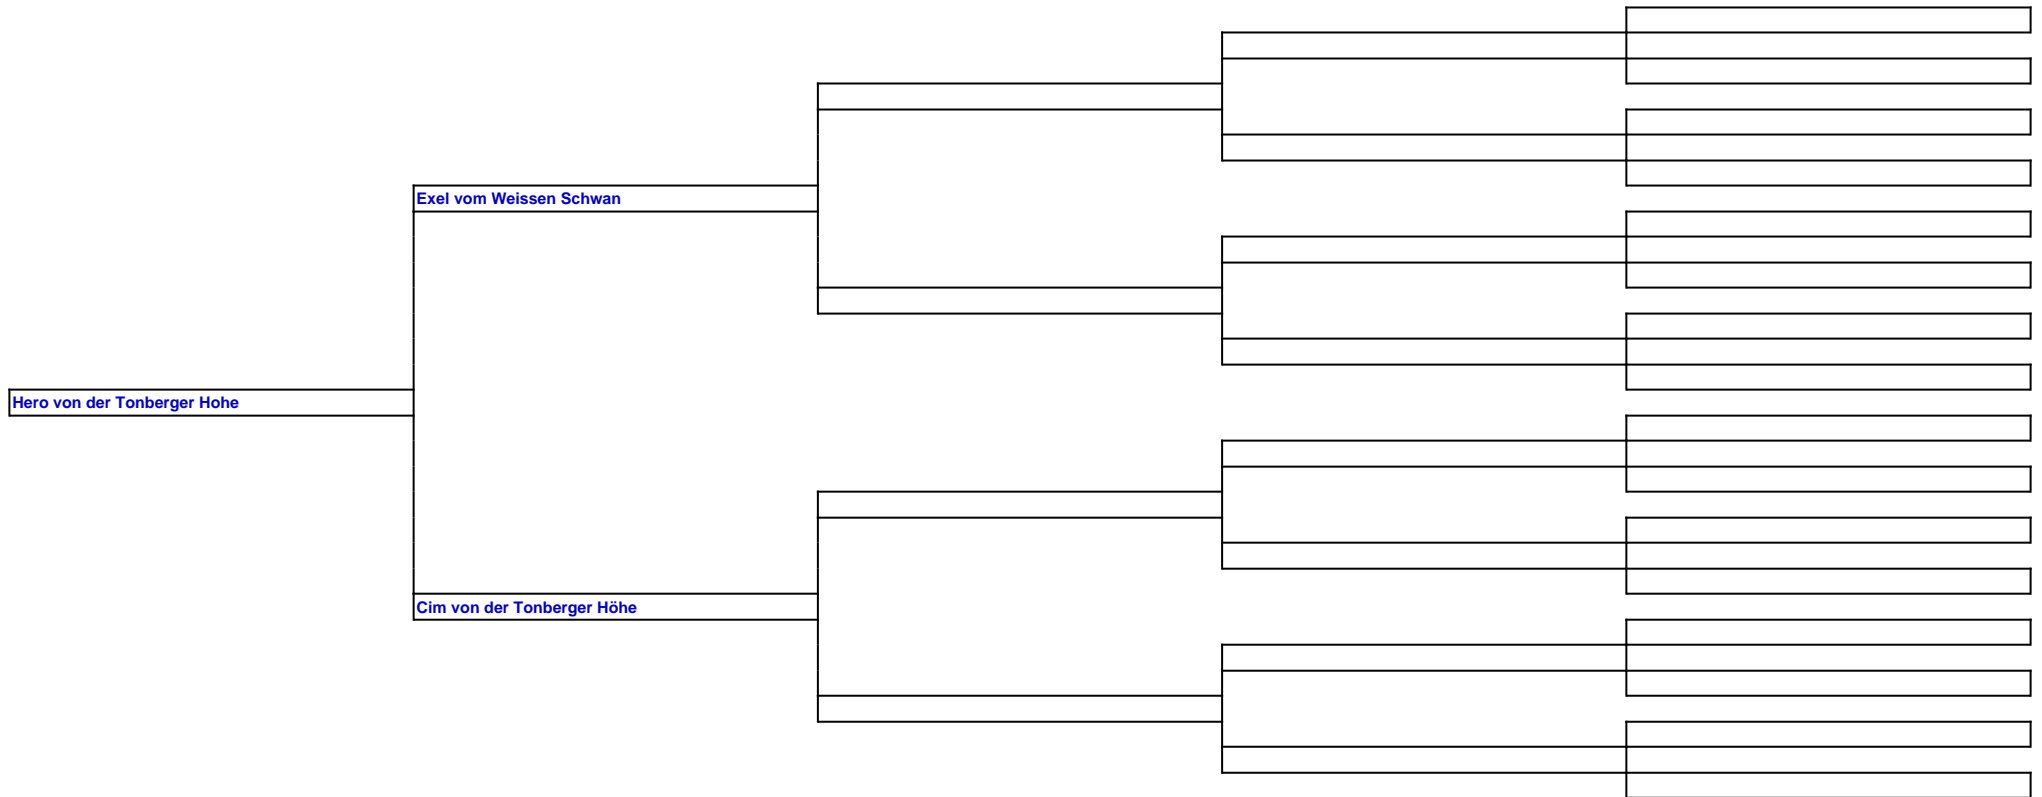 Exel vom Weissen Schwan
Hero von der Tonberger Hohe
Cim von der Tonberger Höhe